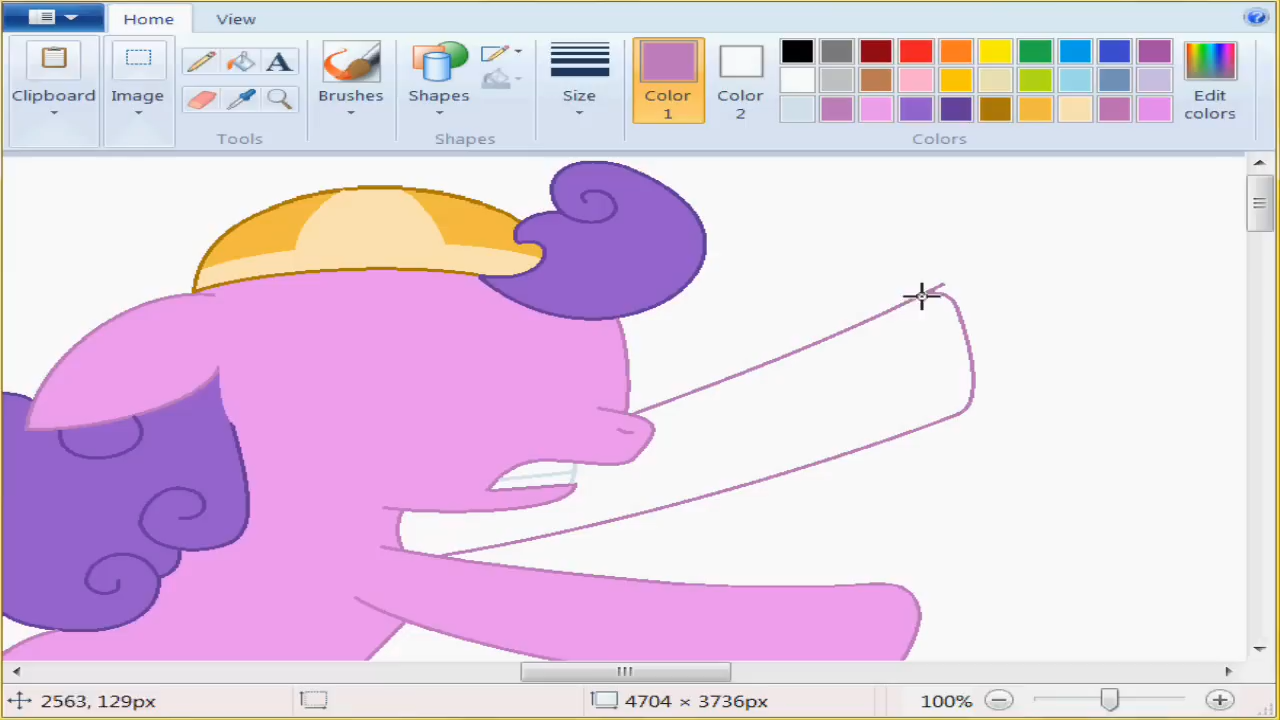 Home View
Clipboard Image Tools Brushes Shapes Shapes Size Color 1 Color 2 Colors Edit colors
A
2563, 129px 4704 × 3736px 100%